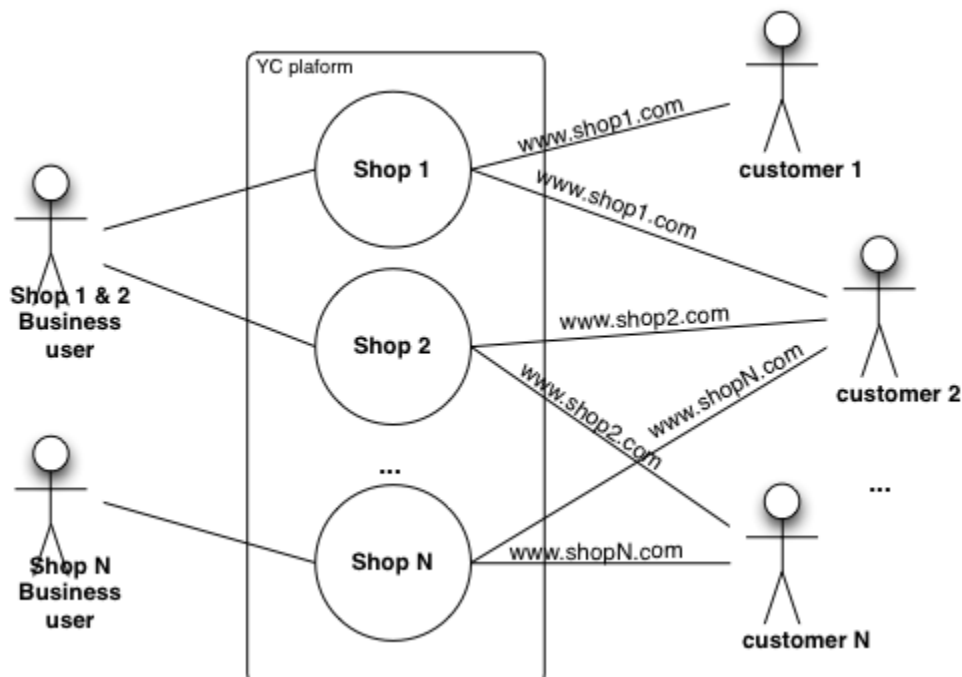 YC plaform
Shop 1
www.shop1.com
www.shop1.com
customer 1
Shop 1 & 2
Business
user
Shop 2
www.shop2.com
www.shop2.com
customer 2
...
...
Shop N
Business
user
Shop N
www.shopN.com
www.shopN.com
customer N